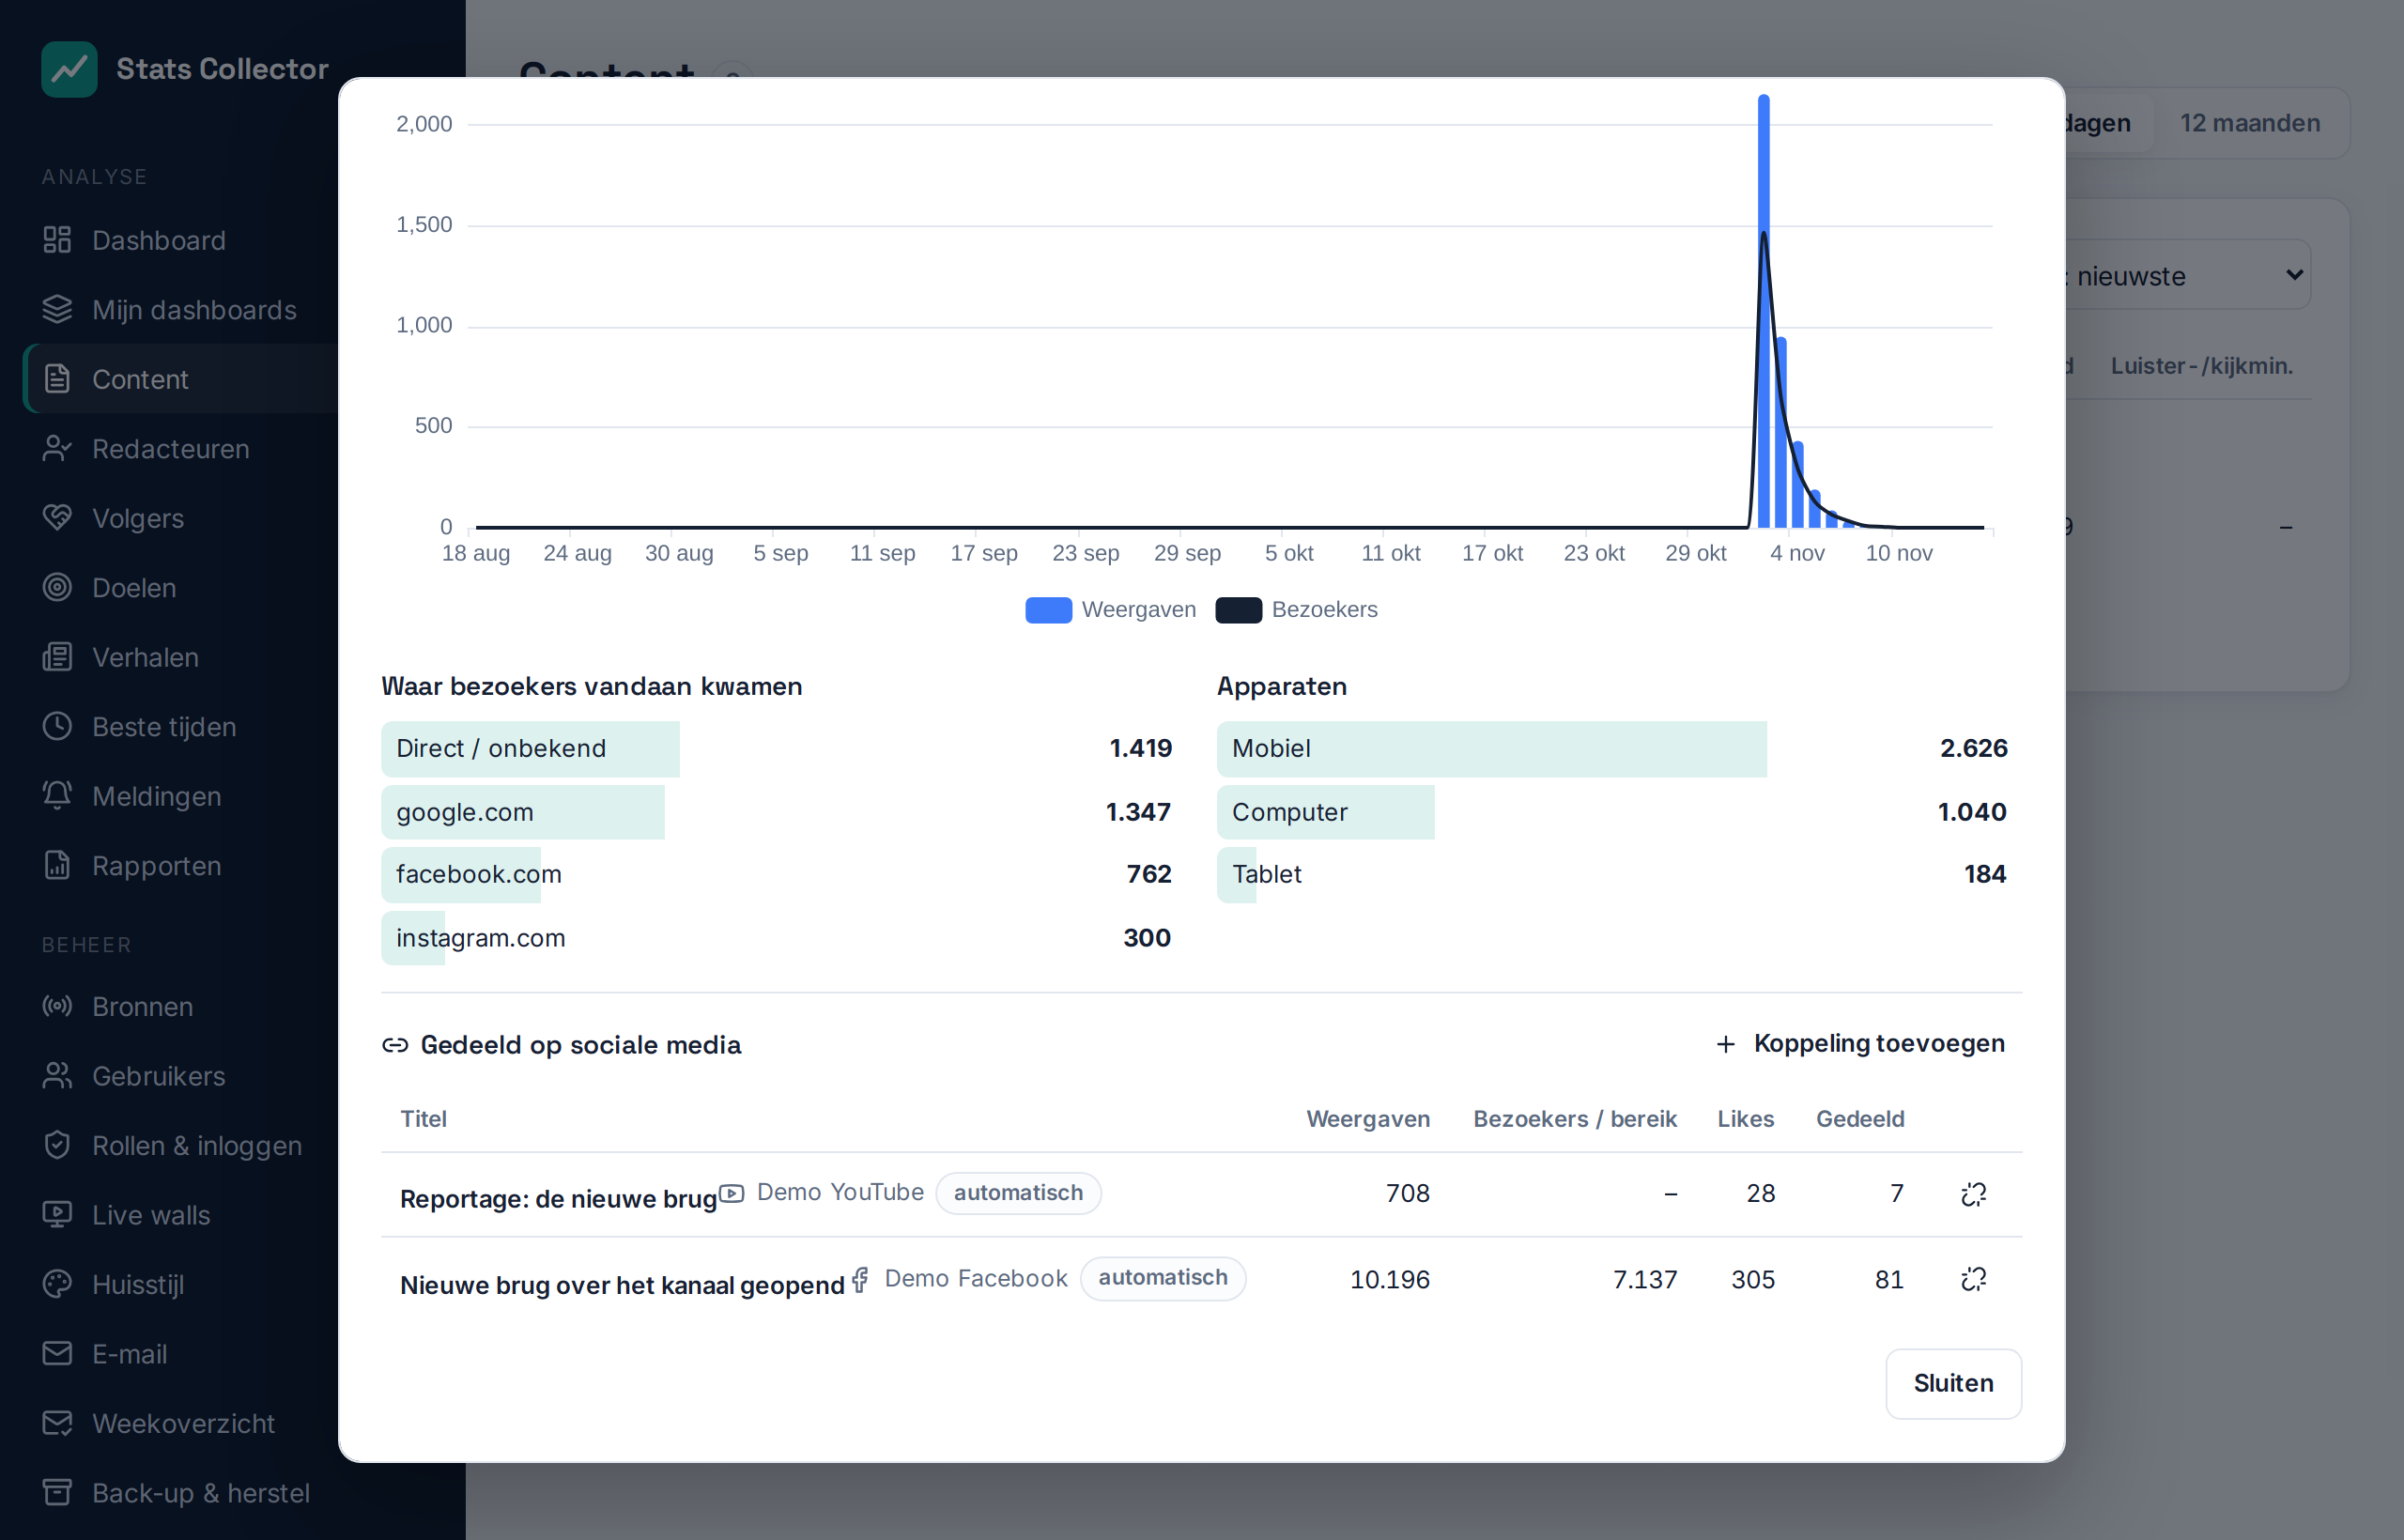 Stats Collector
ANALYSE
Dashboard
Mijn dashboards
Content
Redacteuren
Volgers
Doelen
Verhalen
Beste tijden
Meldingen
Rapporten
BEHEER
Bronnen
Gebruikers
Rollen & inloggen
Live walls
Huisstijl
E-mail
Weekoverzicht
Back-up & herstel
Content
dagen 12 maanden
: nieuwste
Luister-/kijkmin.
–
2,000
1,500
1,000
500
0
18 aug 24 aug 30 aug 5 sep 11 sep 17 sep 23 sep 29 sep 5 okt 11 okt 17 okt 23 okt 29 okt 4 nov 10 nov
Weergaven Bezoekers
Waar bezoekers vandaan kwamen
Direct / onbekend 1.419
google.com 1.347
facebook.com 762
instagram.com 300
Apparaten
Mobiel 2.626
Computer 1.040
Tablet 184
Gedeeld op sociale media
+ Koppeling toevoegen
Titel Weergaven Bezoekers / bereik Likes Gedeeld
Reportage: de nieuwe brug Demo YouTube automatisch 708 – 28 7
Nieuwe brug over het kanaal geopend Demo Facebook automatisch 10.196 7.137 305 81
Sluiten